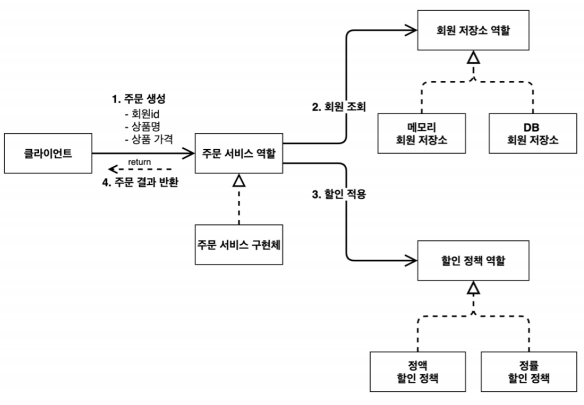 회원 저장소 역할
1. 주문 생성
- 회원id
- 상품명
- 상품 가격
2. 회원 조회
메모리
회원 저장소
DB
회원 저장소
클라이언트
return
4. 주문 결과 반환
주문 서비스 역할
3. 할인 적용
주문 서비스 구현체
할인 정책 역할
정액
할인 정책
정률
할인 정책